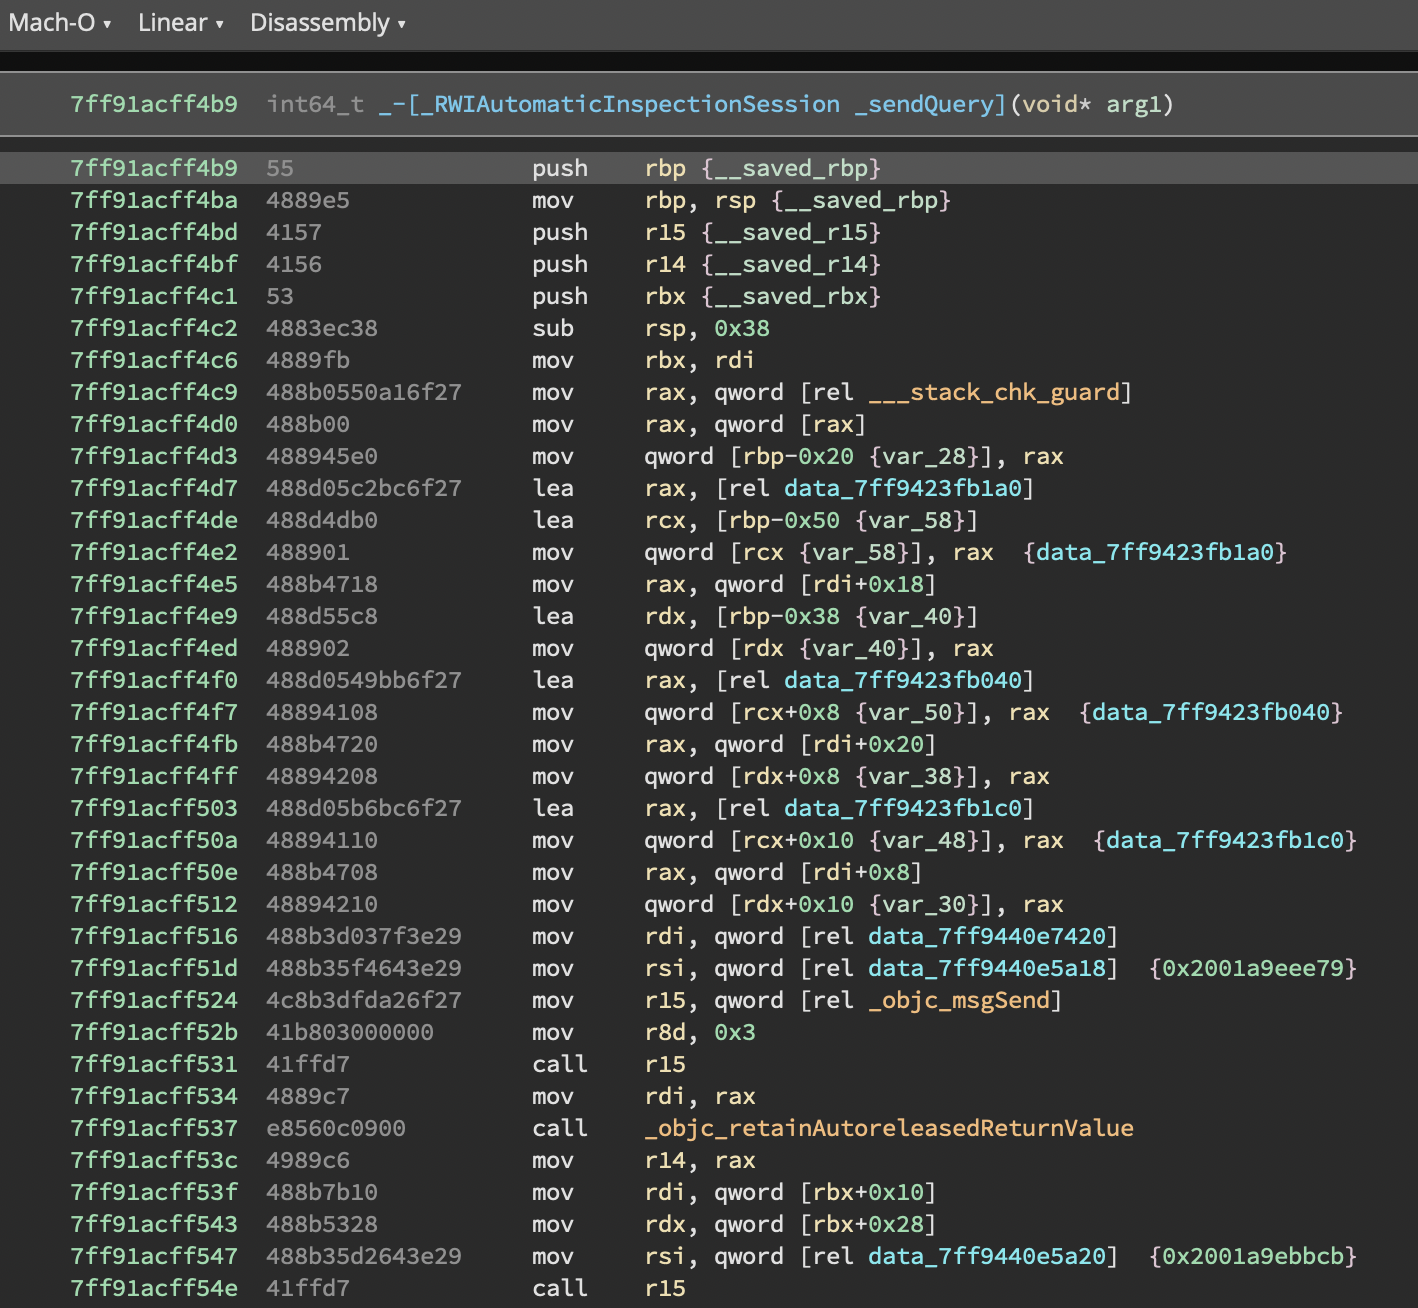 Mach-O ▾ Linear ▾ Disassembly ▾
7ff91acff4b9 int64_t _-[_RWIAutomaticInspectionSession _sendQuery](void* arg1)
7ff91acff4b9 55 push rbp {__saved_rbp}
7ff91acff4ba 4889e5 mov rbp, rsp {__saved_rbp}
7ff91acff4bd 4157 push r15 {__saved_r15}
7ff91acff4bf 4156 push r14 {__saved_r14}
7ff91acff4c1 53 push rbx {__saved_rbx}
7ff91acff4c2 4883ec38 sub rsp, 0x38
7ff91acff4c6 4889fb mov rbx, rdi
7ff91acff4c9 488b0550a16f27 mov rax, qword [rel ___stack_chk_guard]
7ff91acff4d0 488b00 mov rax, qword [rax]
7ff91acff4d3 488945e0 mov qword [rbp-0x20 {var_28}], rax
7ff91acff4d7 488d05c2bc6f27 lea rax, [rel data_7ff9423fb1a0]
7ff91acff4de 488d4db0 lea rcx, [rbp-0x50 {var_58}]
7ff91acff4e2 488901 mov qword [rcx {var_58}], rax {data_7ff9423fb1a0}
7ff91acff4e5 488b4718 mov rax, qword [rdi+0x18]
7ff91acff4e9 488d55c8 lea rdx, [rbp-0x38 {var_40}]
7ff91acff4ed 488902 mov qword [rdx {var_40}], rax
7ff91acff4f0 488d0549bb6f27 lea rax, [rel data_7ff9423fb040]
7ff91acff4f7 48894108 mov qword [rcx+0x8 {var_50}], rax {data_7ff9423fb040}
7ff91acff4fb 488b4720 mov rax, qword [rdi+0x20]
7ff91acff4ff 48894208 mov qword [rdx+0x8 {var_38}], rax
7ff91acff503 488d05b6bc6f27 lea rax, [rel data_7ff9423fb1c0]
7ff91acff50a 48894110 mov qword [rcx+0x10 {var_48}], rax {data_7ff9423fb1c0}
7ff91acff50e 488b4708 mov rax, qword [rdi+0x8]
7ff91acff512 48894210 mov qword [rdx+0x10 {var_30}], rax
7ff91acff516 488b3d037f3e29 mov rdi, qword [rel data_7ff9440e7420]
7ff91acff51d 488b35f4643e29 mov rsi, qword [rel data_7ff9440e5a18] {0x2001a9eee79}
7ff91acff524 4c8b3dfda26f27 mov r15, qword [rel _objc_msgSend]
7ff91acff52b 41b803000000 mov r8d, 0x3
7ff91acff531 41ffd7 call r15
7ff91acff534 4889c7 mov rdi, rax
7ff91acff537 e8560c0900 call _objc_retainAutoreleasedReturnValue
7ff91acff53c 4989c6 mov r14, rax
7ff91acff53f 488b7b10 mov rdi, qword [rbx+0x10]
7ff91acff543 488b5328 mov rdx, qword [rbx+0x28]
7ff91acff547 488b35d2643e29 mov rsi, qword [rel data_7ff9440e5a20] {0x2001a9ebbcb}
7ff91acff54e 41ffd7 call r15